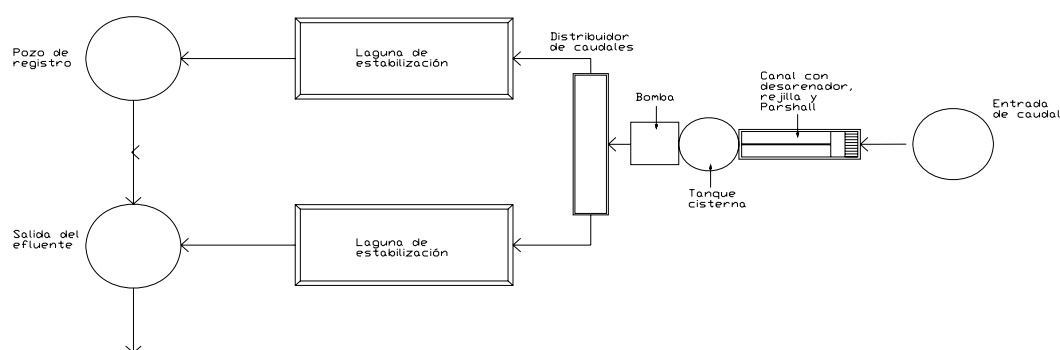 Pozo de
registro
Laguna de
estabilización
Distribuidor
de caudales
Bomba
Canal con
desarenador,
rejilla y
Parshall
Entrada
de caudal
Tanque
cisterna
Salida del
efluente
Laguna de
estabilización